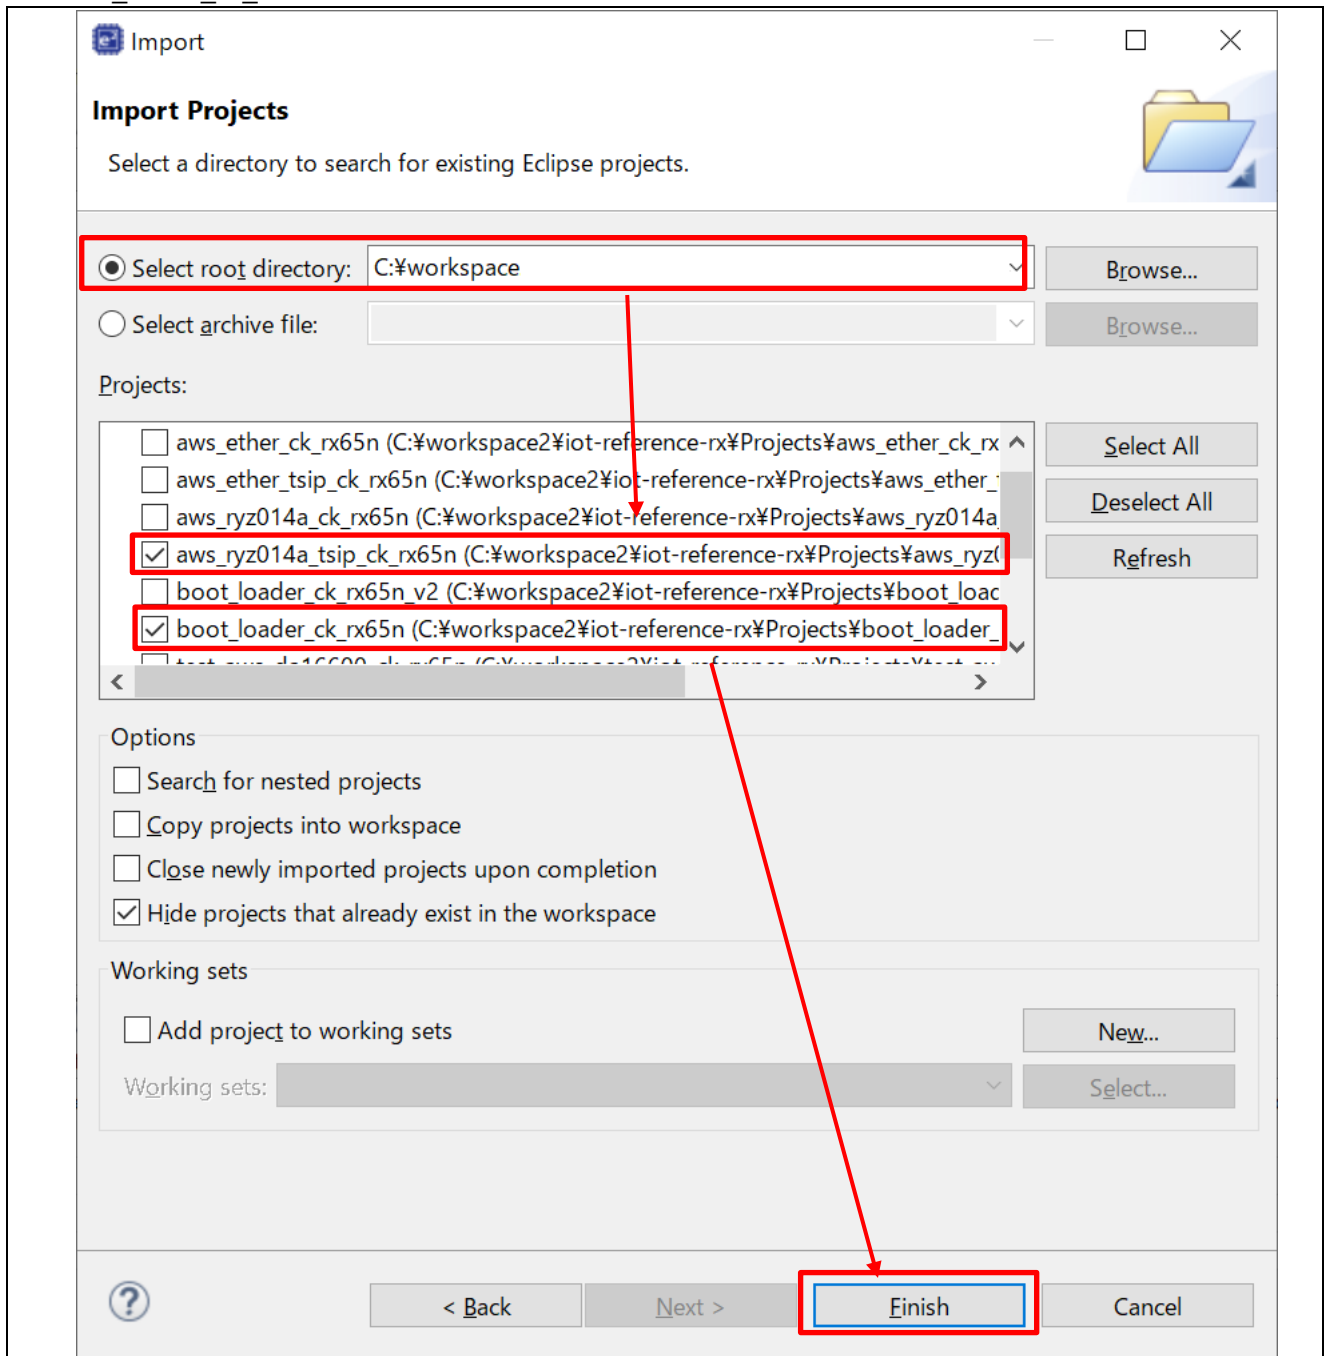 Import
Import Projects
Select a directory to search for existing Eclipse projects.
Select root directory: C:¥workspace Browse...
Select archive file: Browse...
Projects:
aws_ether_ck_rx65n (C:¥workspace2¥iot-reference-rx¥Projects¥aws_ether_ck_rx
aws_ether_tsip_ck_rx65n (C:¥workspace2¥iot-reference-rx¥Projects¥aws_ether_
aws_ryz014a_ck_rx65n (C:¥workspace2¥iot-reference-rx¥Projects¥aws_ryz014a_
aws_ryz014a_tsip_ck_rx65n (C:¥workspace2¥iot-reference-rx¥Projects¥aws_ryz
boot_loader_ck_rx65n_v2 (C:¥workspace2¥iot-reference-rx¥Projects¥boot_loac
boot_loader_ck_rx65n (C:¥workspace2¥iot-reference-rx¥Projects¥boot_loader_
Select All
Deselect All
Refresh
Options
Search for nested projects
Copy projects into workspace
Close newly imported projects upon completion
Hide projects that already exist in the workspace
Working sets
Add project to working sets New...
Working sets: Select...
< Back Next > Finish Cancel